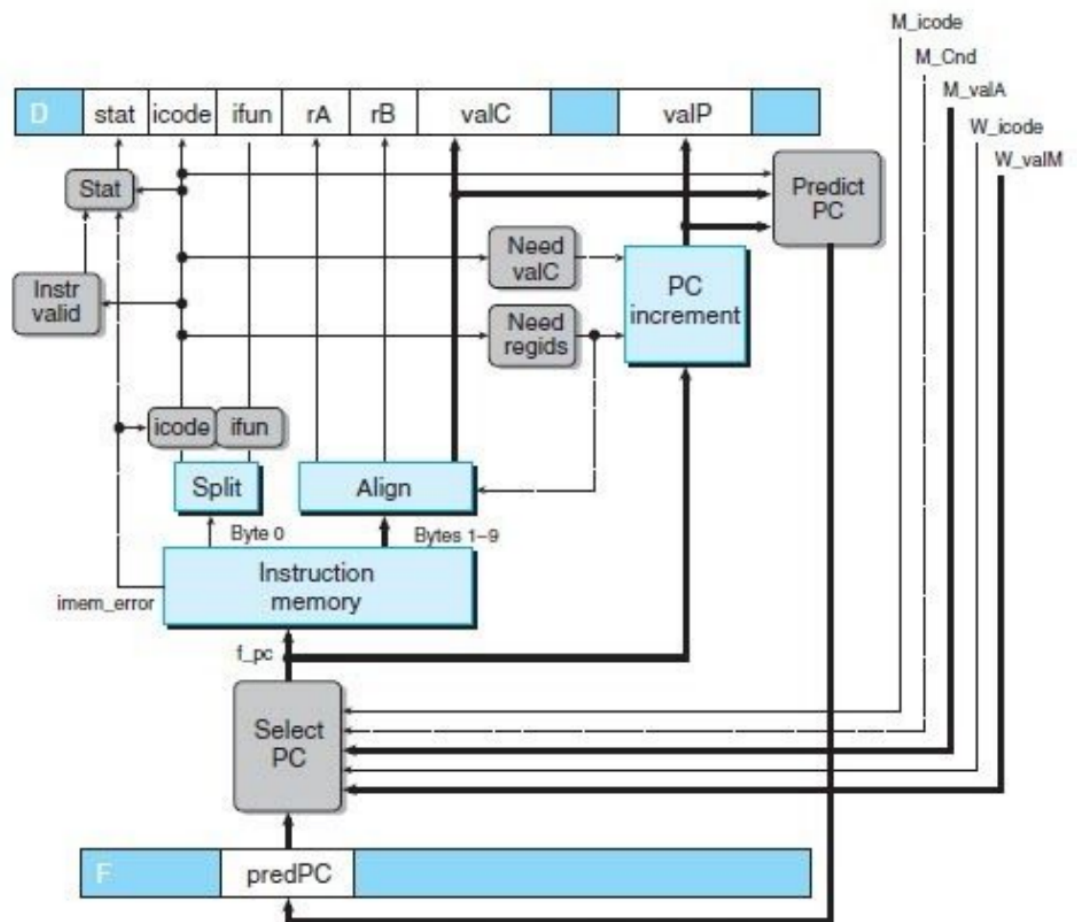 M_icode
M_Cnd
M_valA
W_icode
W_valM
D stat icode ifun rA rB valC valP
Stat
Predict
PC
Need
valC
Instr
valid
PC
increment
Need
regids
icode ifun
Split
Align
Byte 0
Bytes 1–9
Instruction
memory
imem_error
f_pc
Select
PC
F predPC